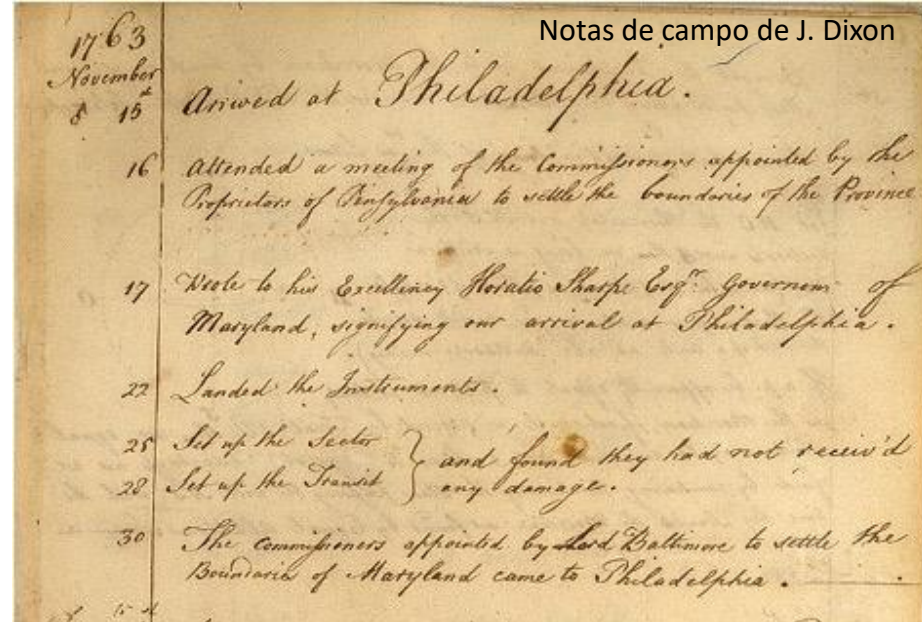 Notas de campo de J. Dixon
1763
November
8 15th Arrived at Philadelphia.
16 Attended a meeting of the Commissioners appointed by the
Proprietors of Pensylvania to settle the boundaries of the Province
17 Wrote to his Excellency Horatio Sharpe Esqr. Governour of
Maryland, signifying our arrival at Philadelphia.
22 Landed the Instruments.
25 Set up the Sector } and found they had not receiv'd
28 Set up the Transit } any damage.
30 The Commissioners appointed by Lord Baltimore to settle the
Boundaries of Maryland came to Philadelphia.